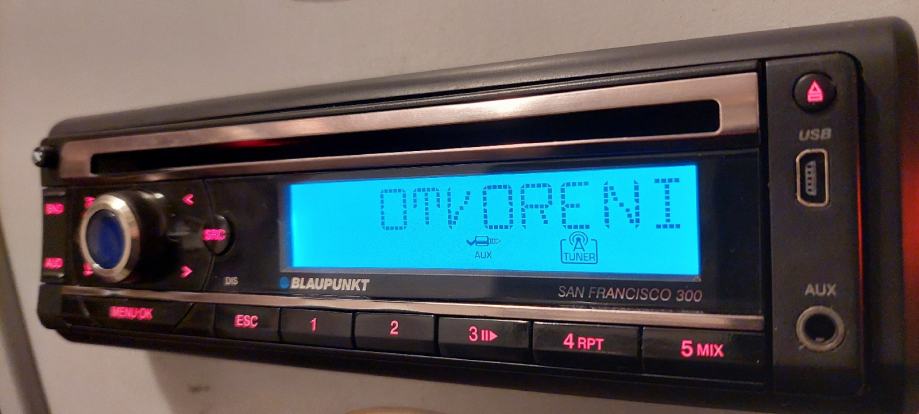 USB
OTVORENI
BND
SRC
AUX
TUNER
AUD
DIS
BLAUPUNKT
SAN FRANCISCO 300
AUX
MENU·OK
ESC
1
2
3
4 RPT
5 MIX